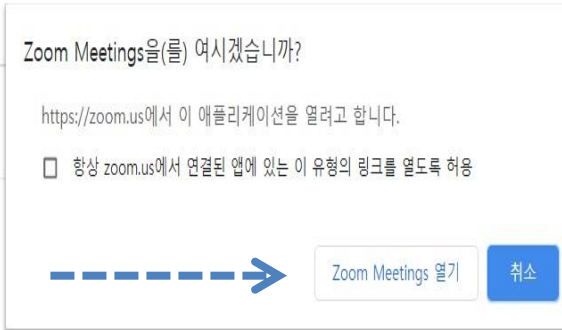 Zoom Meetings을(를) 여시겠습니까?
https://zoom.us에서 이 애플리케이션을 열려고 합니다.
항상 zoom.us에서 연결된 앱에 있는 이 유형의 링크를 열도록 허용
Zoom Meetings 열기 취소